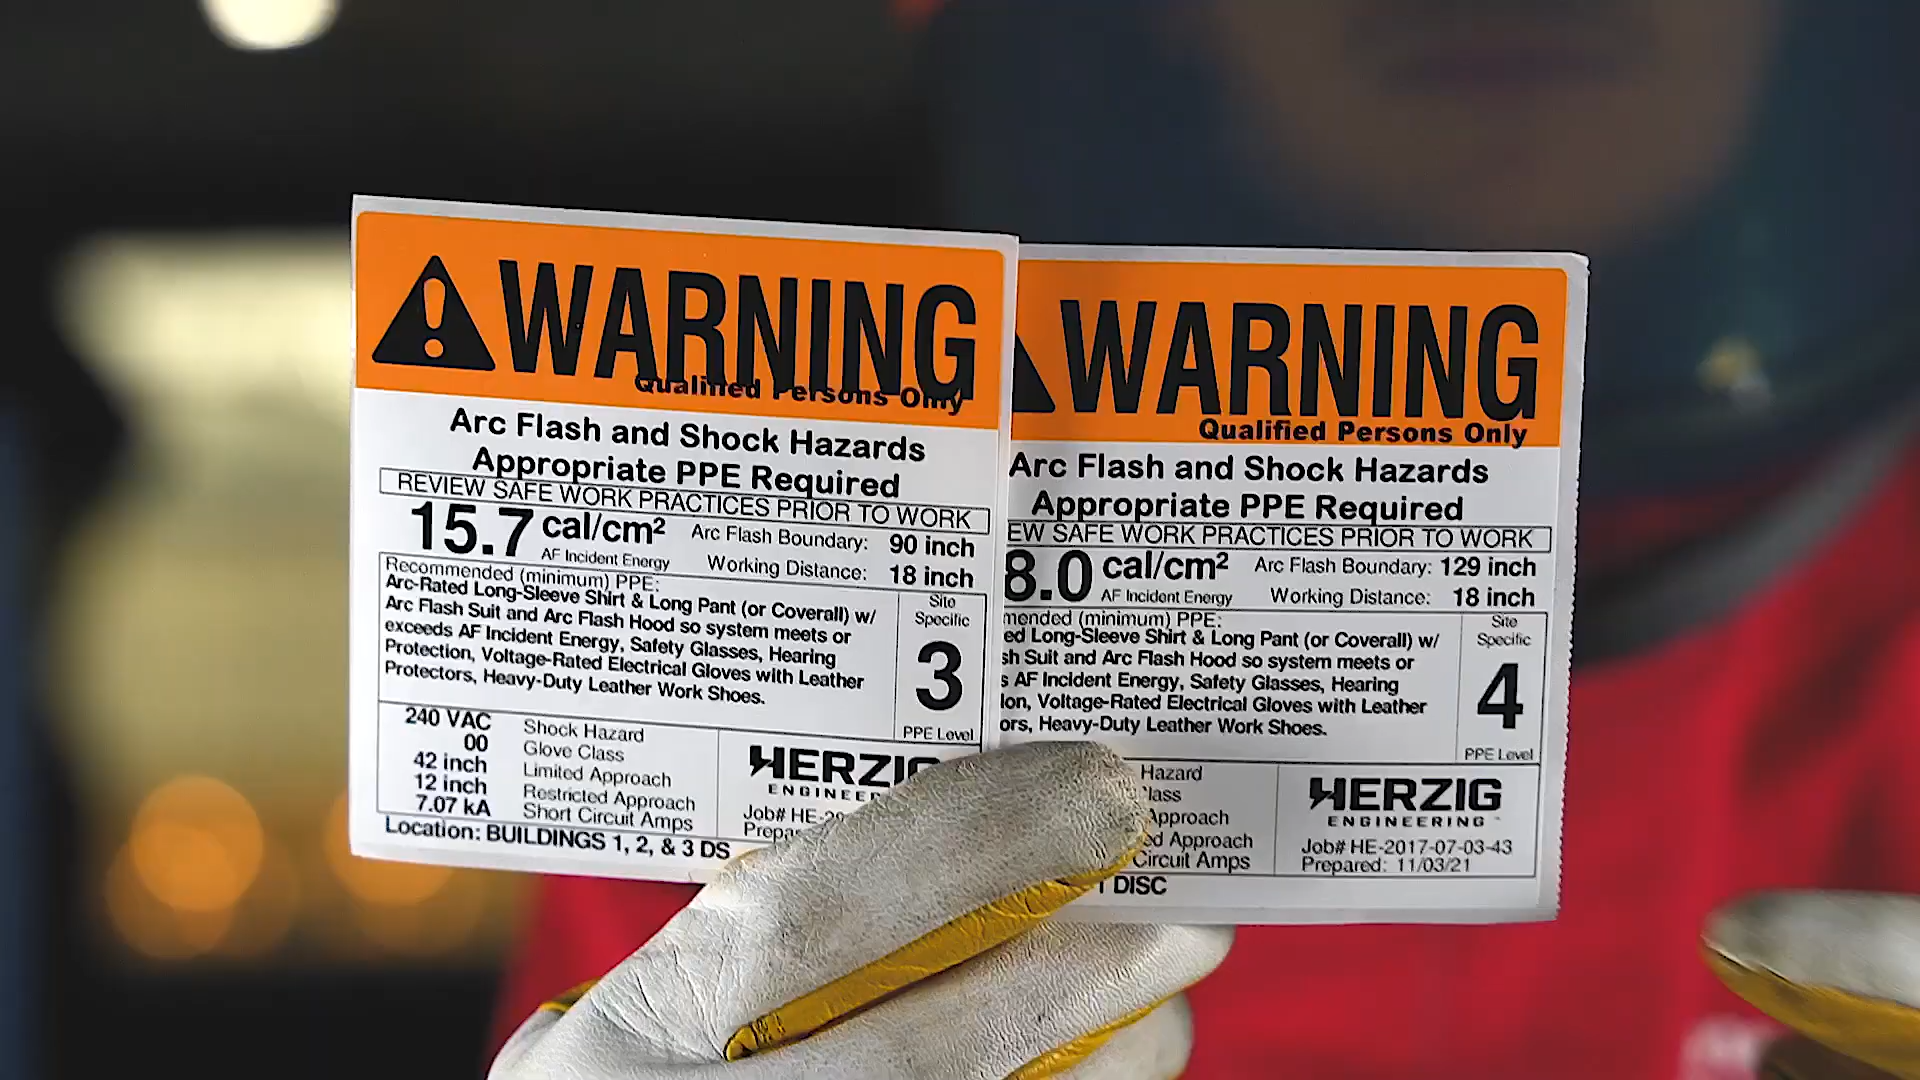 WARNING
Qualified Persons Only
Arc Flash and Shock Hazards
Appropriate PPE Required
REVIEW SAFE WORK PRACTICES PRIOR TO WORK
15.7 cal/cm²
AF Incident Energy
Arc Flash Boundary: 90 inch
Working Distance: 18 inch
Recommended (minimum) PPE:
Arc-Rated Long-Sleeve Shirt & Long Pant (or Coverall) w/
Arc Flash Suit and Arc Flash Hood so system meets or
exceeds AF Incident Energy, Safety Glasses, Hearing
Protection, Voltage-Rated Electrical Gloves with Leather
Protectors, Heavy-Duty Leather Work Shoes.
Site
Specific
3
PPE Level
240 VAC Shock Hazard
00 Glove Class
42 inch Limited Approach
12 inch Restricted Approach
7.07 kA Short Circuit Amps
HERZIG
Job# HE-
Location: BUILDINGS 1, 2, & 3 DS
WARNING
Qualified Persons Only
Arc Flash and Shock Hazards
Appropriate PPE Required
SAFE WORK PRACTICES PRIOR TO WORK
8.0 cal/cm²
AF Incident Energy
Arc Flash Boundary: 129 inch
Working Distance: 18 inch
(minimum) PPE:
Long-Sleeve Shirt & Long Pant (or Coverall) w/
Suit and Arc Flash Hood so system meets or
AF Incident Energy, Safety Glasses, Hearing
Voltage-Rated Electrical Gloves with Leather
Heavy-Duty Leather Work Shoes.
Site
Specific
4
PPE Level
Hazard
Approach
Approach
Circuit Amps
HERZIG
ENGINEERING
Job# HE-2017-07-03-43
Prepared: 11/03/21
DISC